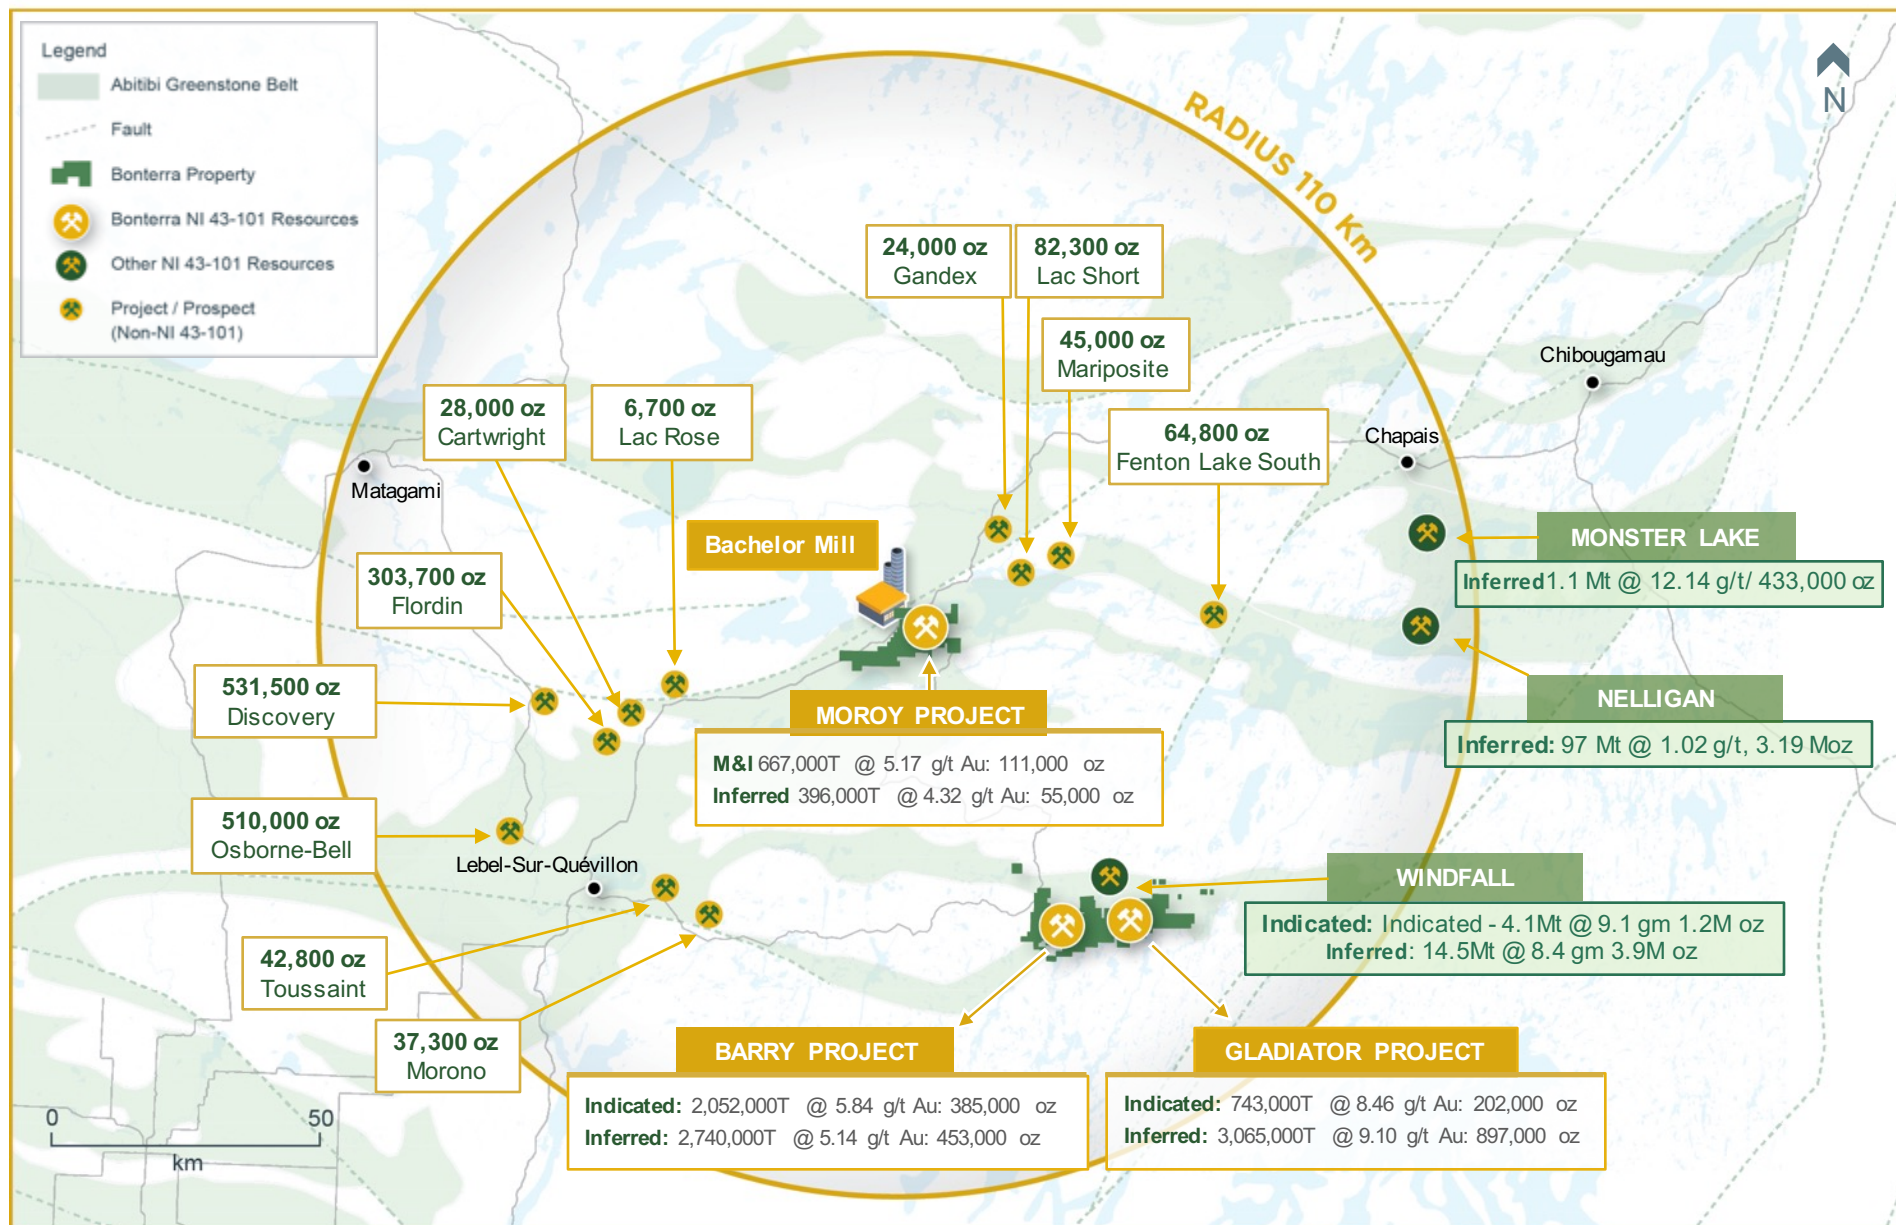 Legend
Abitibi Greenstone Belt
Fault
Bonterra Property
Bonterra NI 43-101 Resources
Other NI 43-101 Resources
Project / Prospect
(Non-NI 43-101)
N
RADIUS 110 Km
24,000 oz
Gandex
82,300 oz
Lac Short
45,000 oz
Mariposite
Chibougamau
28,000 oz
Cartwright
6,700 oz
Lac Rose
64,800 oz
Fenton Lake South
Chapais
Matagami
Bachelor Mill
MONSTER LAKE
Inferred 1.1 Mt @ 12.14 g/t/ 433,000 oz
303,700 oz
Flordin
531,500 oz
Discovery
MOROY PROJECT
M&I 667,000T @ 5.17 g/t Au: 111,000 oz
Inferred 396,000T @ 4.32 g/t Au: 55,000 oz
NELLIGAN
Inferred: 97 Mt @ 1.02 g/t, 3.19 Moz
510,000 oz
Osborne-Bell
Lebel-Sur-Quévillon
WINDFALL
Indicated: Indicated - 4.1Mt @ 9.1 gm 1.2M oz
Inferred: 14.5Mt @ 8.4 gm 3.9M oz
42,800 oz
Toussaint
37,300 oz
Morono
BARRY PROJECT
Indicated: 2,052,000T @ 5.84 g/t Au: 385,000 oz
Inferred: 2,740,000T @ 5.14 g/t Au: 453,000 oz
GLADIATOR PROJECT
Indicated: 743,000T @ 8.46 g/t Au: 202,000 oz
Inferred: 3,065,000T @ 9.10 g/t Au: 897,000 oz
0 50
km